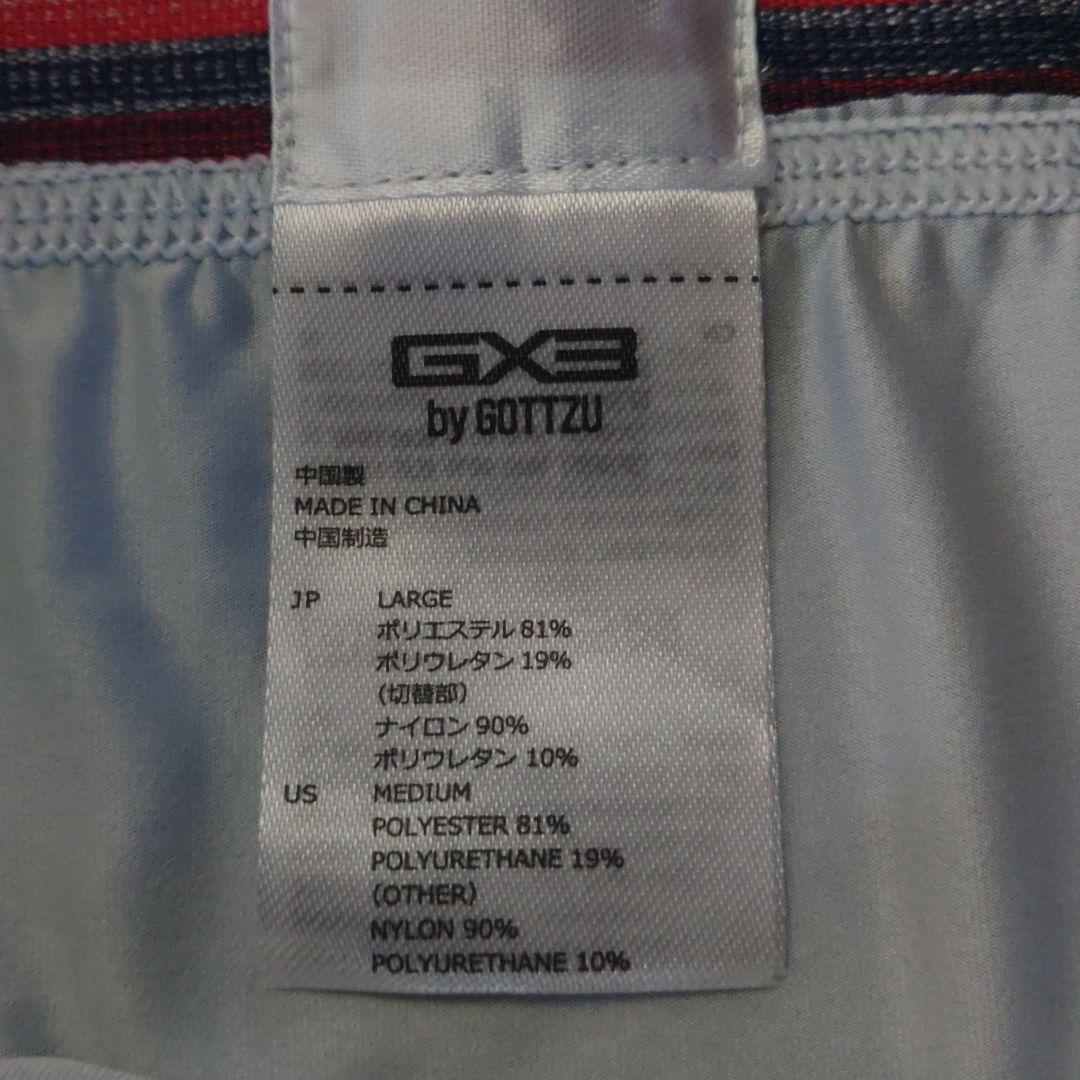 GX3
by GOTTZU
中国製
MADE IN CHINA
中国制造
JP LARGE
ポリエステル 81%
ポリウレタン 19%
(切替部)
ナイロン 90%
ポリウレタン 10%
US MEDIUM
POLYESTER 81%
POLYURETHANE 19%
(OTHER)
NYLON 90%
POLYURETHANE 10%